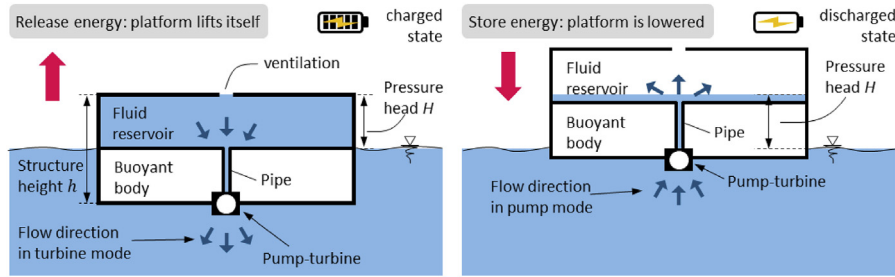 Release energy: platform lifts itself
charged
state
ventilation
Pressure
head H
Fluid
reservoir
Structure
height h
Buoyant
body
Pipe
Flow direction
in turbine mode
Pump-turbine
Store energy: platform is lowered
discharged
state
Fluid
reservoir
Pressure
head H
Buoyant
body
Pipe
Pump-turbine
Flow direction
in pump mode